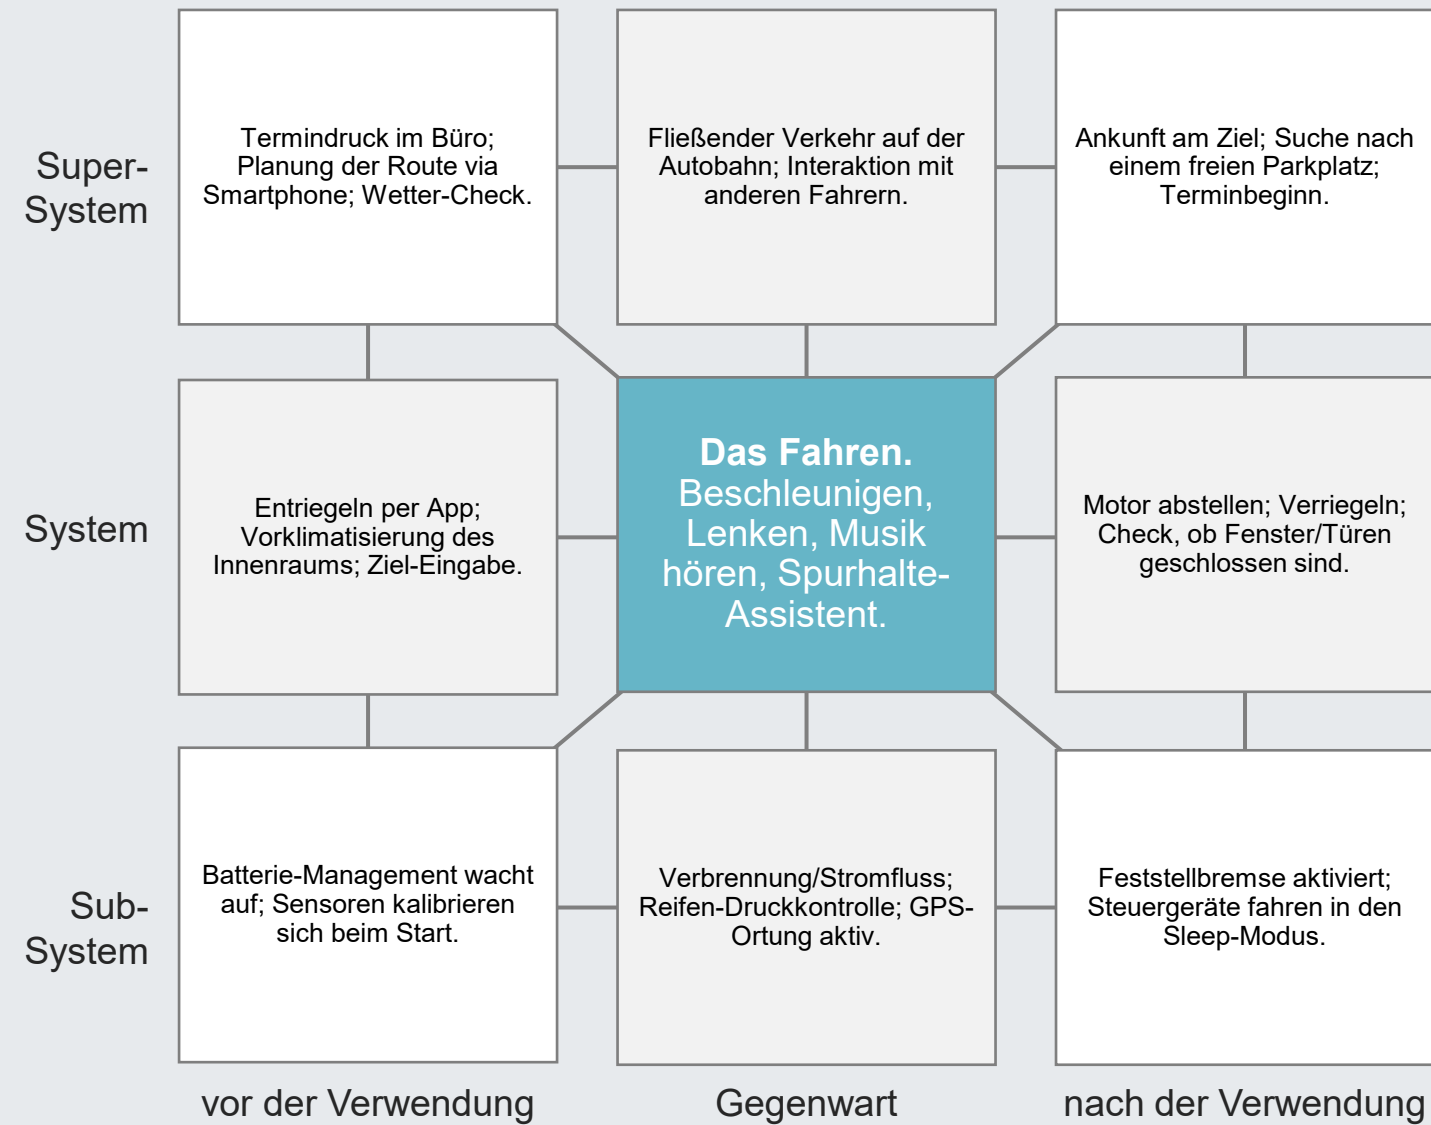 Super-
System
Termindruck im Büro;
Planung der Route via
Smartphone; Wetter-Check.
Fließender Verkehr auf der
Autobahn; Interaktion mit
anderen Fahrern.
Ankunft am Ziel; Suche nach
einem freien Parkplatz;
Terminbeginn.
System
Entriegeln per App;
Vorklimatisierung des
Innenraums; Ziel-Eingabe.
Das Fahren.
Beschleunigen,
Lenken, Musik
hören, Spurhalte-
Assistent.
Motor abstellen; Verriegeln;
Check, ob Fenster/Türen
geschlossen sind.
Sub-
System
Batterie-Management wacht
auf; Sensoren kalibrieren
sich beim Start.
Verbrennung/Stromfluss;
Reifen-Druckkontrolle; GPS-
Ortung aktiv.
Feststellbremse aktiviert;
Steuergeräte fahren in den
Sleep-Modus.
vor der Verwendung
Gegenwart
nach der Verwendung